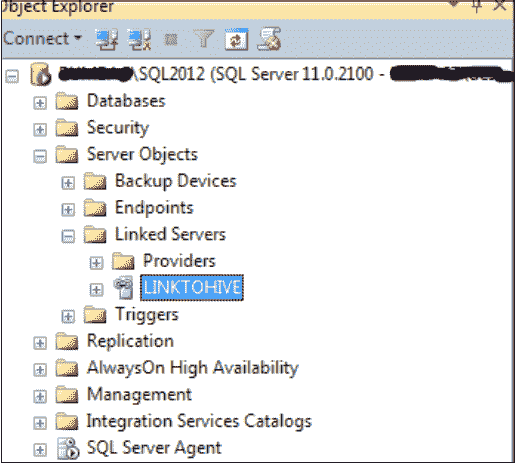 Object Explorer
Connect
\SQL2012 (SQL Server 11.0.2100 -
Databases
Security
Server Objects
Backup Devices
Endpoints
Linked Servers
Providers
LINKTOHIVE
Triggers
Replication
AlwaysOn High Availability
Management
Integration Services Catalogs
SQL Server Agent